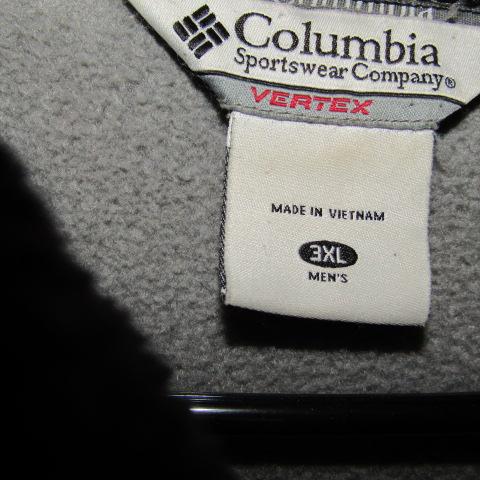 Columbia
Sportswear Company®
VERTEX
MADE IN VIETNAM
3XL
MEN'S